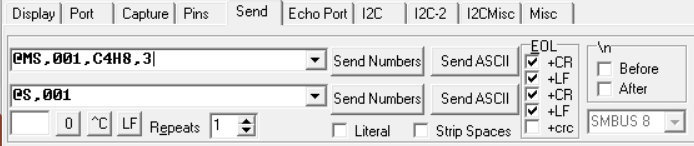 Display Port Capture Pins Send Echo Port I2C I2C-2 I2CMisc Misc
EOL \n
@MS,001,C4H8,3 Send Numbers Send ASCII +CR Before
+LF
@S,001 Send Numbers Send ASCII +CR After
+LF
0 ^C LF Repeats 1 Literal Strip Spaces +crc SMBUS 8